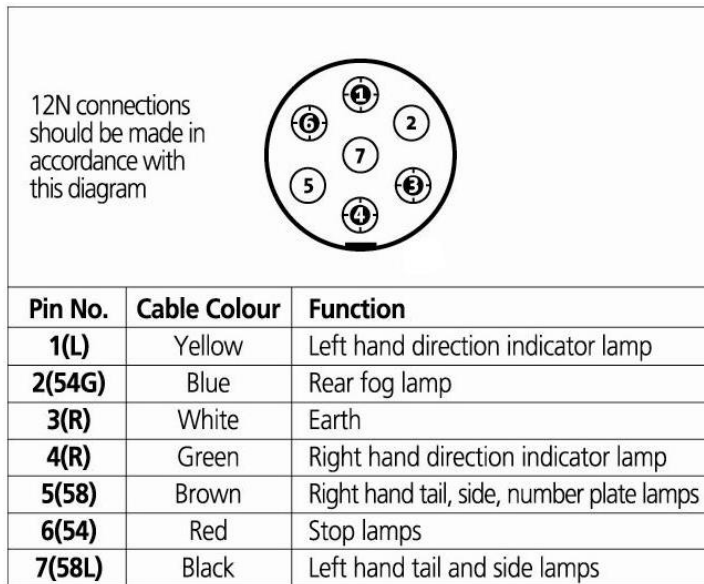 12N connections
should be made in
accordance with
this diagram
1
6
2
7
5
3
4
Pin No. Cable Colour Function
1(L) Yellow Left hand direction indicator lamp
2(54G) Blue Rear fog lamp
3(R) White Earth
4(R) Green Right hand direction indicator lamp
5(58) Brown Right hand tail, side, number plate lamps
6(54) Red Stop lamps
7(58L) Black Left hand tail and side lamps